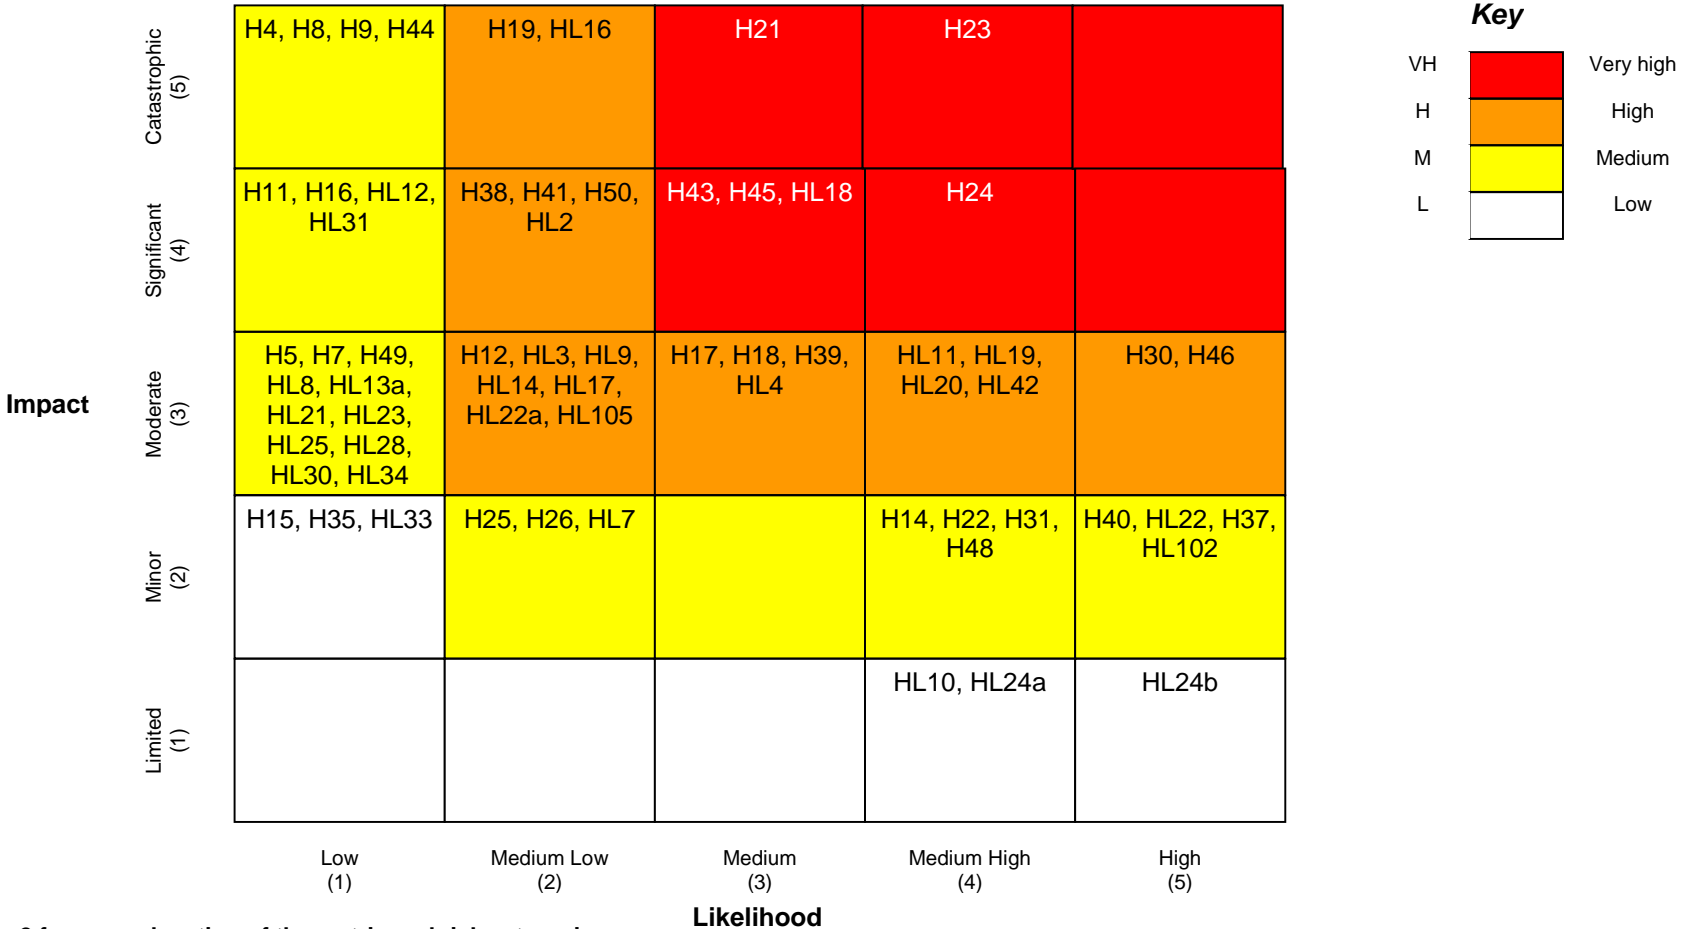 Key
VH Very high
H High
M Medium
L Low
Impact
Catastrophic
(5)
H4, H8, H9, H44
H19, HL16
H21
H23
Significant
(4)
H11, H16, HL12,
HL31
H38, H41, H50,
HL2
H43, H45, HL18
H24
Moderate
(3)
H5, H7, H49,
HL8, HL13a,
HL21, HL23,
HL25, HL28,
HL30, HL34
H12, HL3, HL9,
HL14, HL17,
HL22a, HL105
H17, H18, H39,
HL4
HL11, HL19,
HL20, HL42
H30, H46
Minor
(2)
H15, H35, HL33
H25, H26, HL7
H14, H22, H31,
H48
H40, HL22, H37,
HL102
Limited
(1)
HL10, HL24a
HL24b
Low
(1)
Medium Low
(2)
Medium
(3)
Medium High
(4)
High
(5)
Likelihood